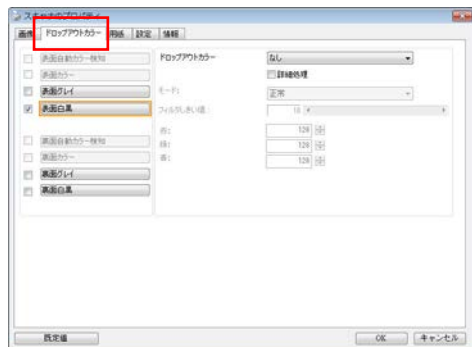 スキャナのプロパティ
画像 ドロップアウトカラー 用紙 設定 情報
表面自動カラー検知
表面カラー
表面グレイ
表面白黒
裏面自動カラー検知
裏面カラー
裏面グレイ
裏面白黒
ドロップアウトカラー なし
詳細処理
モード: 正常
フィルタしきい値: 18
赤: 128
緑: 128
青: 128
既定値 OK キャンセル